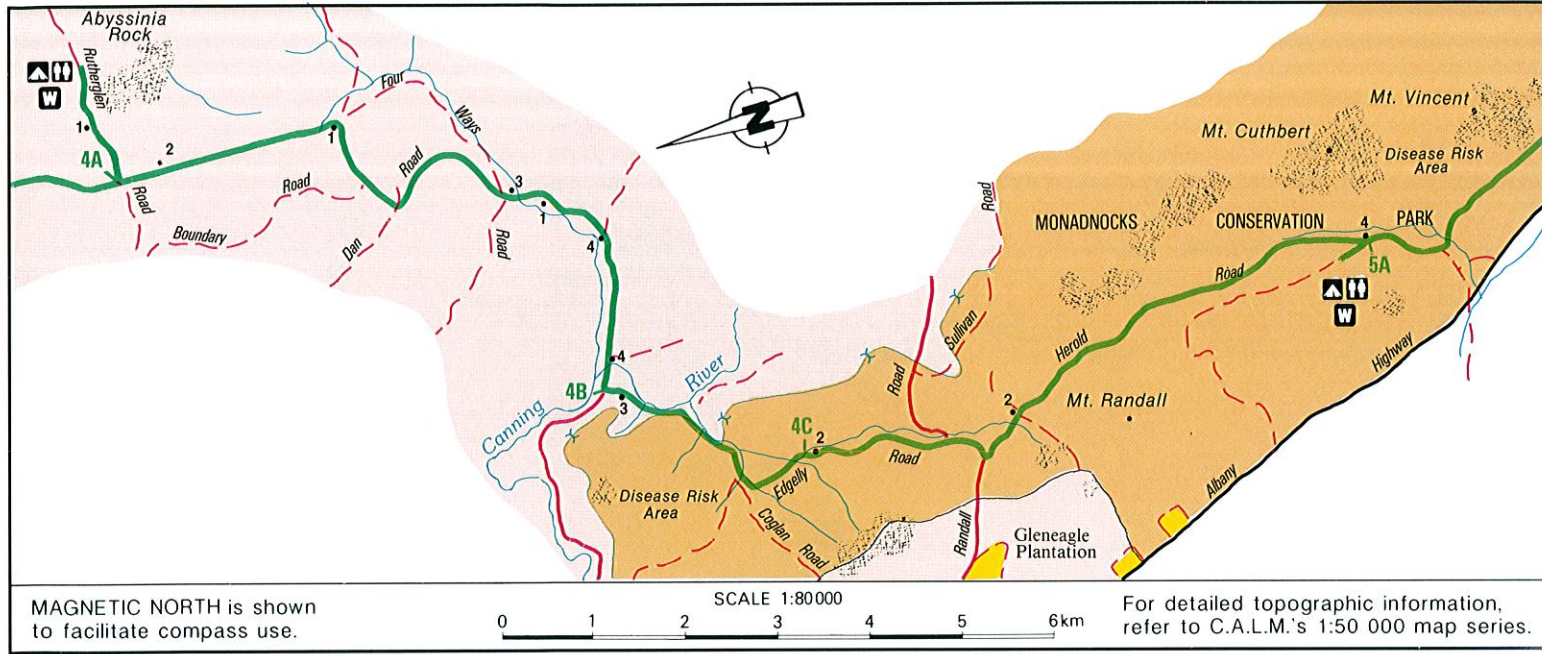 Abyssinia
Rock
Rutherglen
W
1
4A
2
Road
Boundary
Road
1
Four
Ways
Road
Dan
Road
3
1
4
N
4
4B
3
Canning
River
Disease Risk
Area
Coglan
Road
Edgelly
4C
2
Road
Road
Sullivan
Road
2
Randall
Gleneagle
Plantation
Mt. Randall
Herold
Road
MONADNOCKS
CONSERVATION
PARK
Mt. Cuthbert
Mt. Vincent
Disease Risk
Area
4
5A
W
Albany
Highway
MAGNETIC NORTH is shown
to facilitate compass use.
SCALE 1:80000
0 1 2 3 4 5 6km
For detailed topographic information,
refer to C.A.L.M.'s 1:50 000 map series.